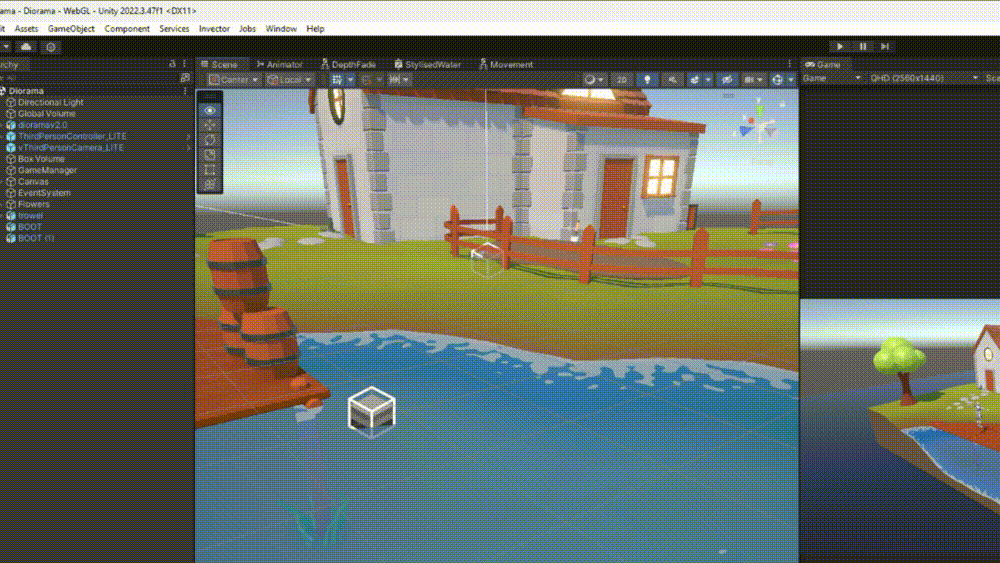 ama - Diorama - WebGL - Unity 2022.3.47f1 <DX11>
it Assets GameObject Component Services Invector Jobs Window Help
archy
Scene Animator DepthFade StylisedWater Movement
Game
Center Local 2D
Game QHD (2560x1440) Sca
Diorama
Directional Light
Global Volume
dioramav2.0
ThirdPersonController_LITE
vThirdPersonCamera_LITE
Box Volume
GameManager
Canvas
EventSystem
Flowers
trowel
BOOT
BOOT (1)